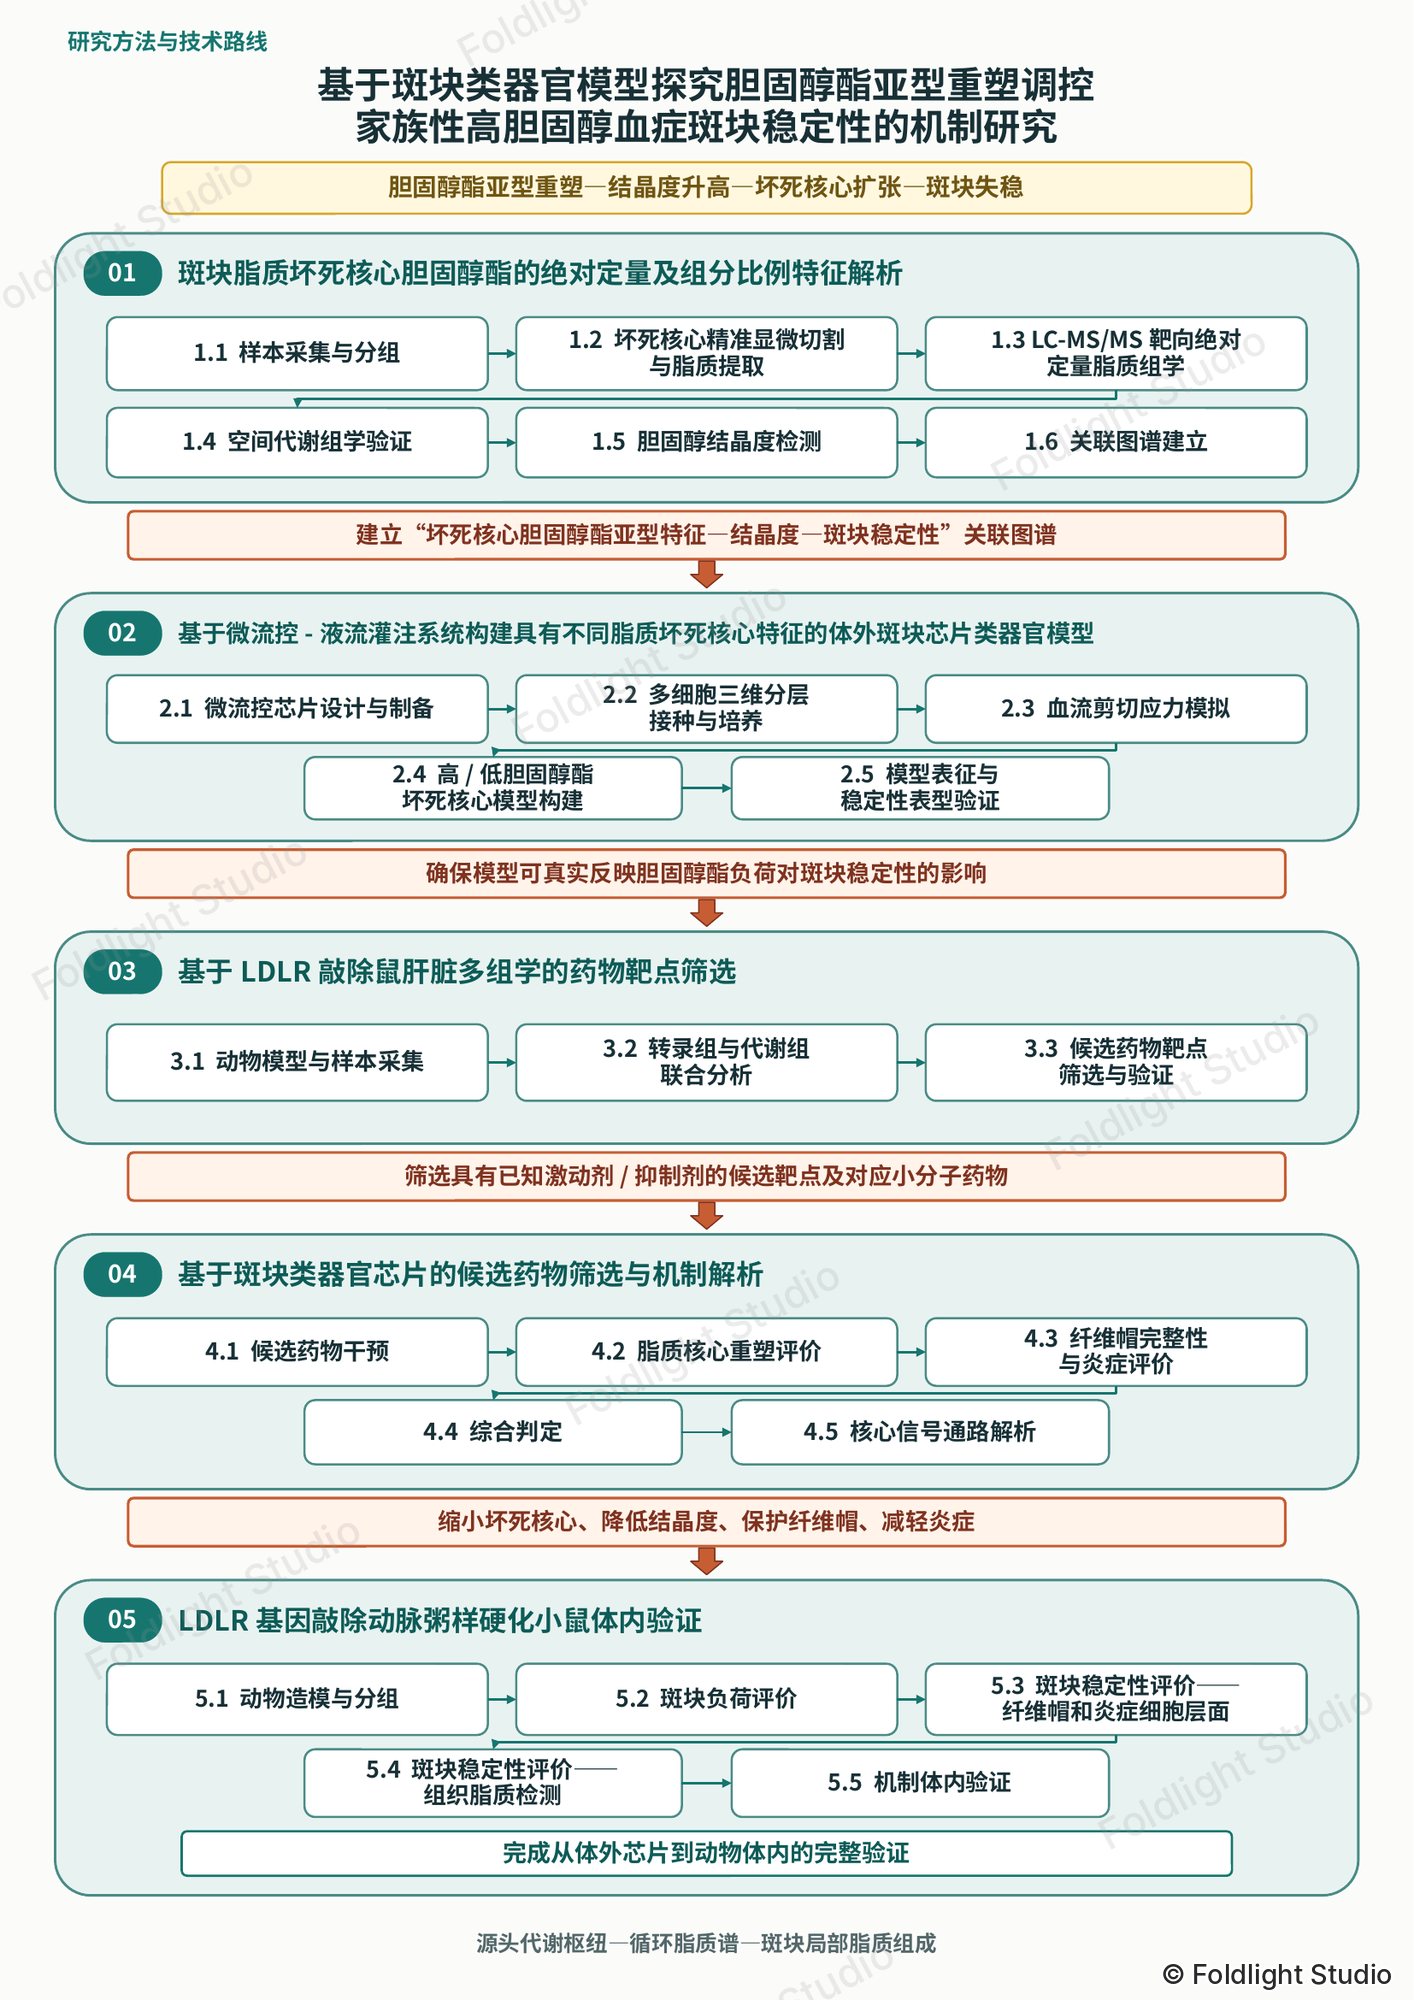 研究方法与技术路线
基于斑块类器官模型探究胆固醇酯亚型重塑调控
家族性高胆固醇血症斑块稳定性的机制研究
胆固醇酯亚型重塑—结晶度升高—坏死核心扩张—斑块失稳
01 斑块脂质坏死核心胆固醇酯的绝对定量及组分比例特征解析
1.1 样本采集与分组
1.2 坏死核心精准显微切割
与脂质提取
1.3 LC-MS/MS 靶向绝对
定量脂质组学
1.4 空间代谢组学验证
1.5 胆固醇结晶度检测
1.6 关联图谱建立
建立“坏死核心胆固醇酯亚型特征—结晶度—斑块稳定性”关联图谱
02 基于微流控 - 液流灌注系统构建具有不同脂质坏死核心特征的体外斑块芯片类器官模型
2.1 微流控芯片设计与制备
2.2 多细胞三维分层
接种与培养
2.3 血流剪切应力模拟
2.4 高 / 低胆固醇酯
坏死核心模型构建
2.5 模型表征与
稳定性表型验证
确保模型可真实反映胆固醇酯负荷对斑块稳定性的影响
03 基于 LDLR 敲除鼠肝脏多组学的药物靶点筛选
3.1 动物模型与样本采集
3.2 转录组与代谢组
联合分析
3.3 候选药物靶点
筛选与验证
筛选具有已知激动剂 / 抑制剂的候选靶点及对应小分子药物
04 基于斑块类器官芯片的候选药物筛选与机制解析
4.1 候选药物干预
4.2 脂质核心重塑评价
4.3 纤维帽完整性
与炎症评价
4.4 综合判定
4.5 核心信号通路解析
缩小坏死核心、降低结晶度、保护纤维帽、减轻炎症
05 LDLR 基因敲除动脉粥样硬化小鼠体内验证
5.1 动物造模与分组
5.2 斑块负荷评价
5.3 斑块稳定性评价——
纤维帽和炎症细胞层面
5.4 斑块稳定性评价——
组织脂质检测
5.5 机制体内验证
完成从体外芯片到动物体内的完整验证
源头代谢枢纽—循环脂质谱—斑块局部脂质组成
© Foldlight Studio